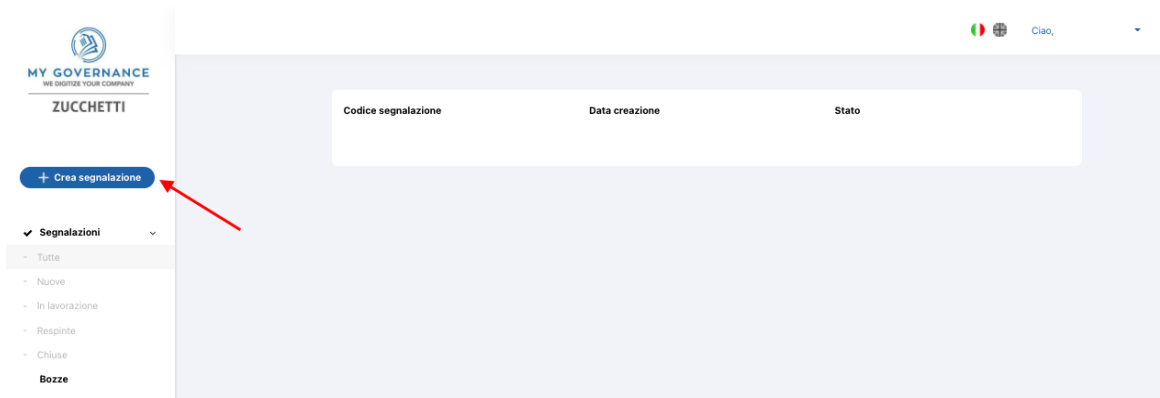 MY GOVERNANCE
WE DIGITIZE YOUR COMPANY
ZUCCHETTI
Ciao,
Codice segnalazione Data creazione Stato
Crea segnalazione
Segnalazioni
- Tutte
- Nuove
- In lavorazione
- Respinte
- Chiuse
Bozze